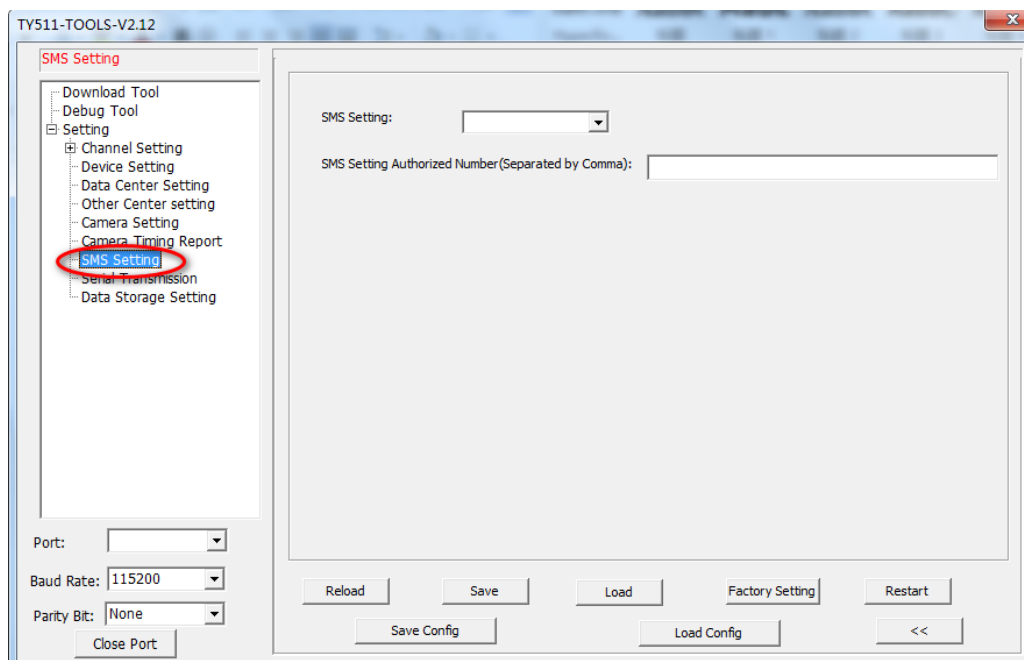 TY511-TOOLS-V2.12
SMS Setting
Download Tool
Debug Tool
Setting
Channel Setting
Device Setting
Data Center Setting
Other Center setting
Camera Setting
Camera Timing Report
SMS Setting
Serial Transmission
Data Storage Setting
Port:
Baud Rate: 115200
Parity Bit: None
Close Port
SMS Setting:
SMS Setting Authorized Number(Separated by Comma):
Reload Save Load Factory Setting Restart
Save Config Load Config <<